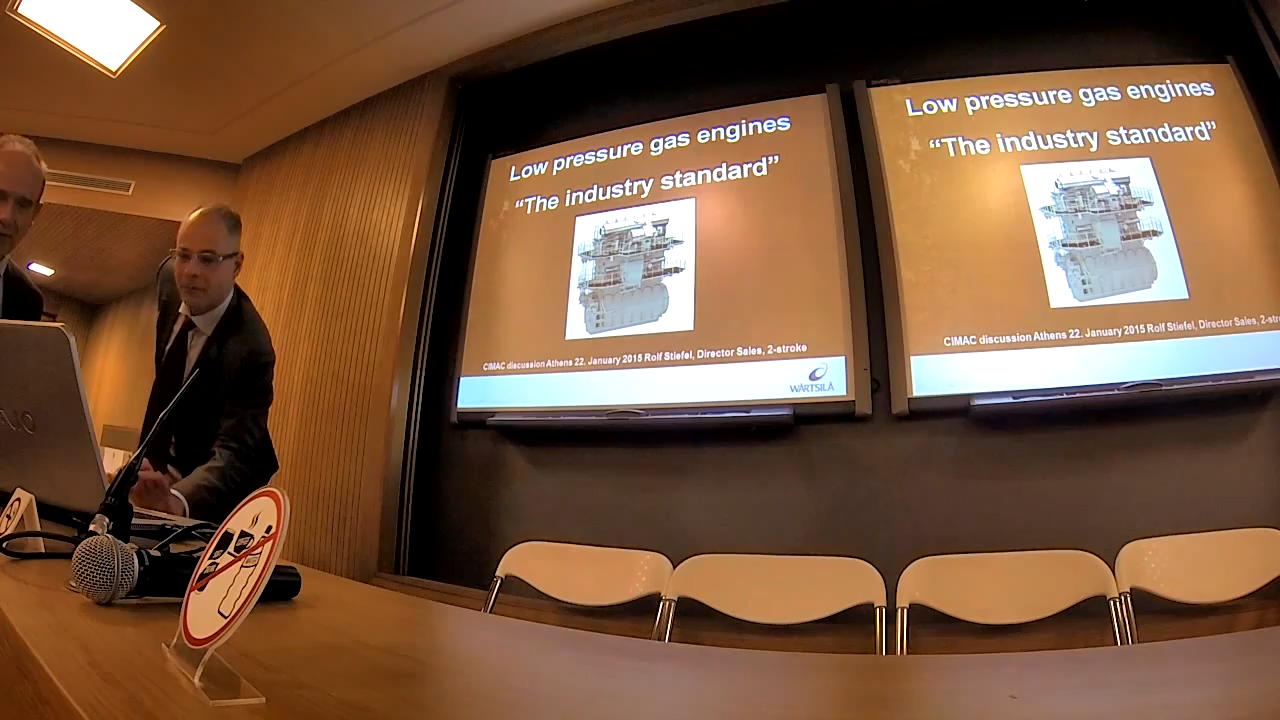 Low pressure gas engines
“The industry standard”
CIMAC discussion Athens 22. January 2015 Rolf Stiefel, Director Sales, 2-stroke
WÄRTSILÄ
Low pressure gas engines
“The industry standard”
CIMAC discussion Athens 22. January 2015 Rolf Stiefel, Director Sales, 2-str
VAIO